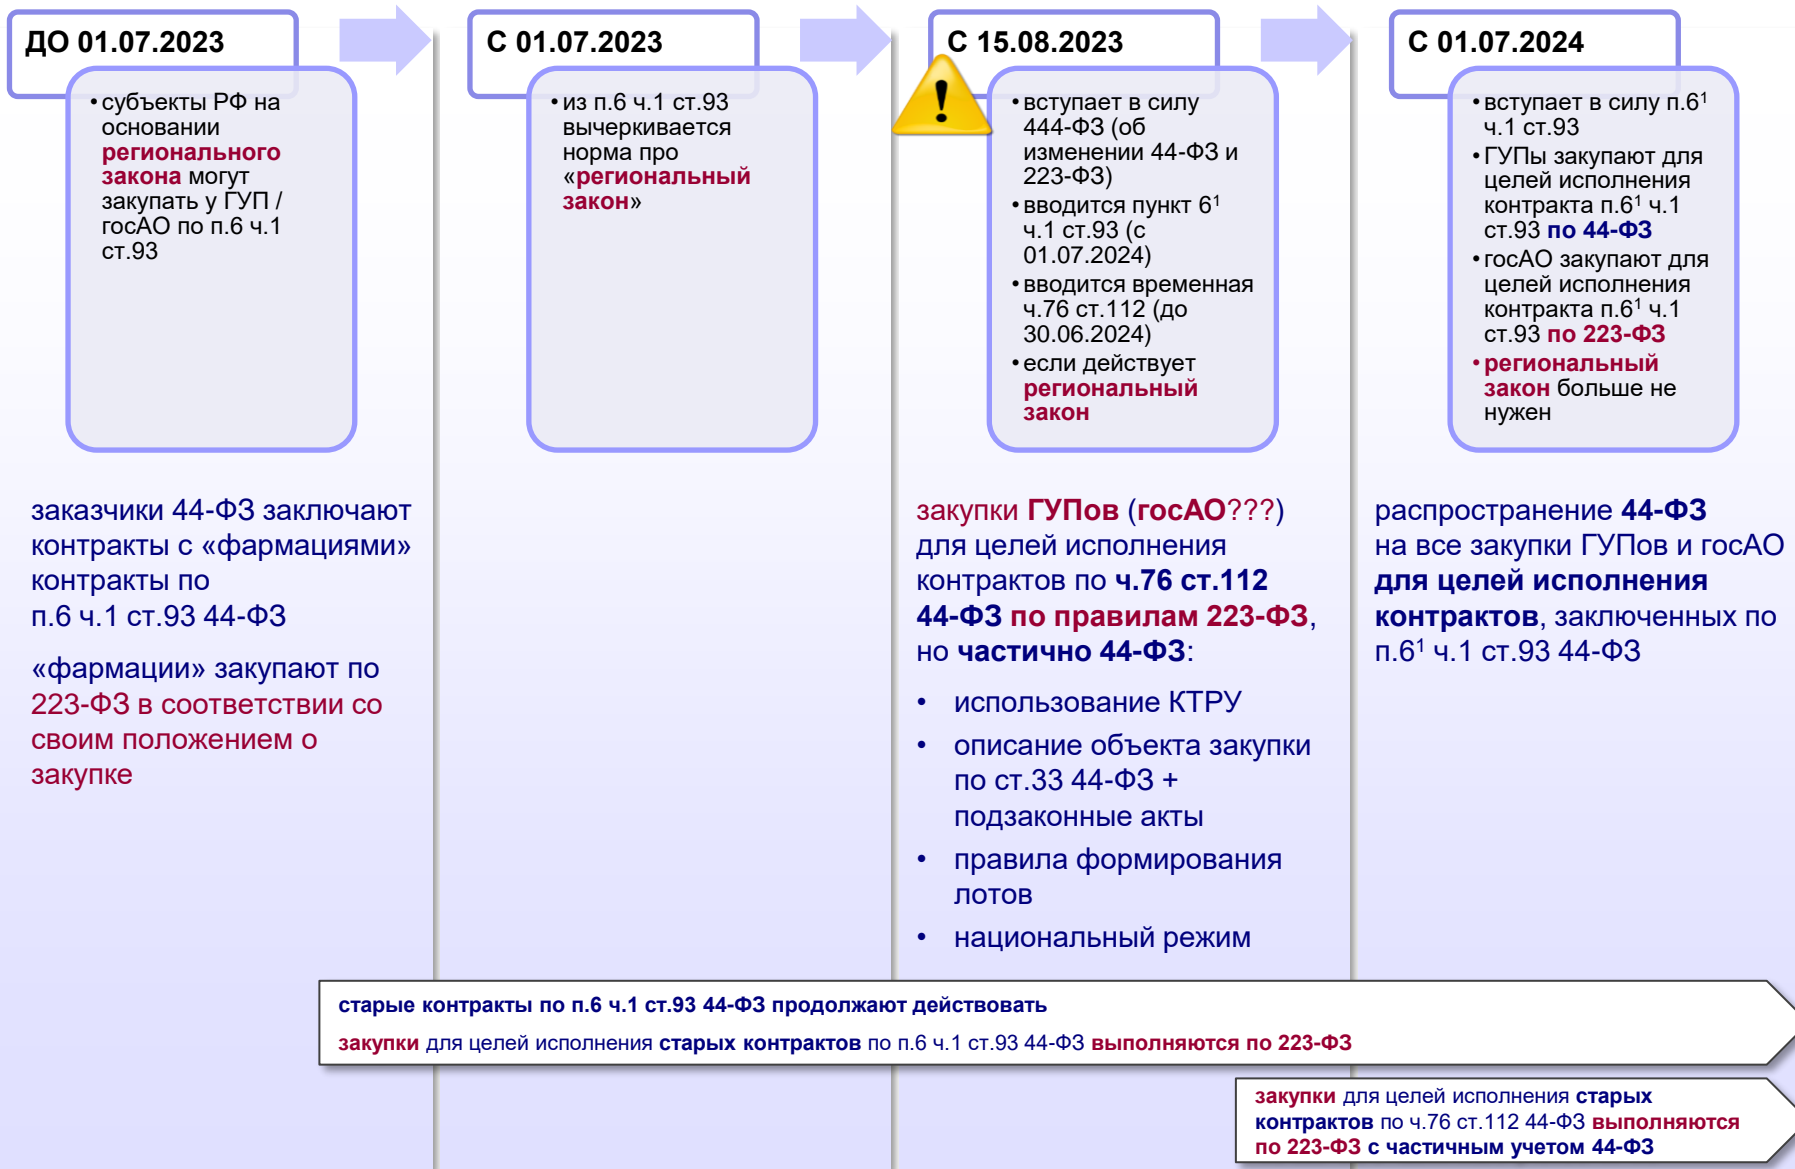 ДО 01.07.2023
•субъекты РФ на
основании
регионального
закона могут
закупать у ГУП /
госАО по п.6 ч.1
ст.93
заказчики 44-ФЗ заключают
контракты с «фармациями»
контракты по
п.6 ч.1 ст.93 44-ФЗ
«фармации» закупают по
223-ФЗ в соответствии со
своим положением о
закупке
С 01.07.2023
•из п.6 ч.1 ст.93
вычеркивается
норма про
«региональный
закон»
С 15.08.2023
!
•вступает в силу
444-ФЗ (об
изменении 44-ФЗ и
223-ФЗ)
•вводится пункт 6¹
ч.1 ст.93 (с
01.07.2024)
•вводится временная
ч.76 ст.112 (до
30.06.2024)
•если действует
региональный
закон
закупки ГУПов (госАО???)
для целей исполнения
контрактов по ч.76 ст.112
44-ФЗ по правилам 223-ФЗ,
но частично 44-ФЗ:
• использование КТРУ
• описание объекта закупки
по ст.33 44-ФЗ +
подзаконные акты
• правила формирования
лотов
• национальный режим
С 01.07.2024
•вступает в силу п.6¹
ч.1 ст.93
•ГУПы закупают для
целей исполнения
контракта п.6¹ ч.1
ст.93 по 44-ФЗ
•госАО закупают для
целей исполнения
контракта п.6¹ ч.1
ст.93 по 223-ФЗ
•региональный
закон больше не
нужен
распространение 44-ФЗ
на все закупки ГУПов и госАО
для целей исполнения
контрактов, заключенных по
п.6¹ ч.1 ст.93 44-ФЗ
старые контракты по п.6 ч.1 ст.93 44-ФЗ продолжают действовать
закупки для целей исполнения старых контрактов по п.6 ч.1 ст.93 44-ФЗ выполняются по 223-ФЗ
закупки для целей исполнения старых
контрактов по ч.76 ст.112 44-ФЗ выполняются
по 223-ФЗ с частичным учетом 44-ФЗ